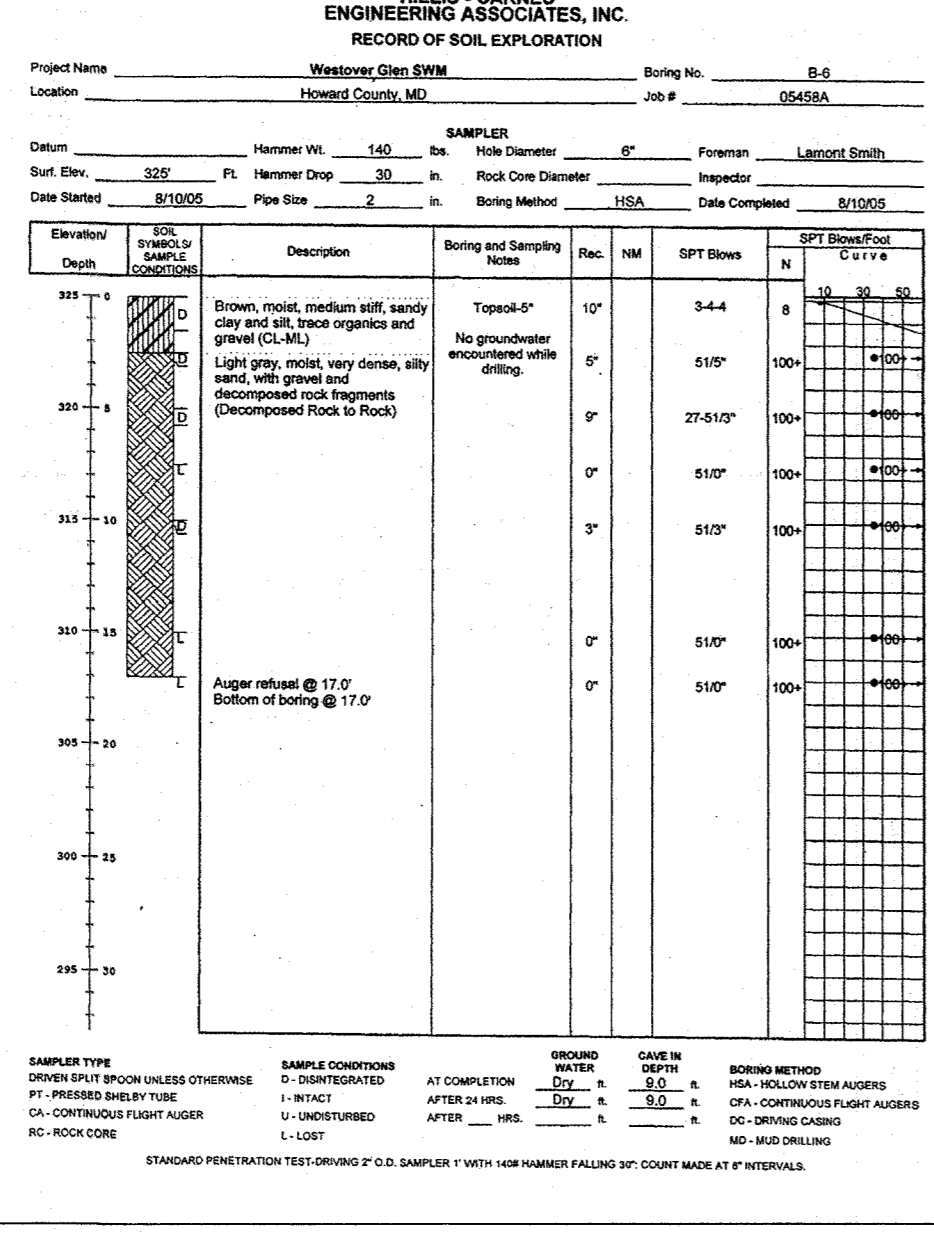 ENGINEERING ASSOCIATES, INC.
RECORD OF SOIL EXPLORATION
Project Name Westover Glen SWM Boring No. B-6
Location Howard County, MD Job # 05458A
SAMPLER
Datum Hammer Wt. 140 lbs. Hole Diameter 6" Foreman Lamont Smith
Surf. Elev. 325' Ft. Hammer Drop 30 in. Rock Core Diameter Inspector
Date Started 8/10/05 Pipe Size 2 in. Boring Method HSA Date Completed 8/10/05
Elevation/ Depth SOIL SYMBOLS/ SAMPLE CONDITIONS Description Boring and Sampling Notes Rec. NM SPT Blows SPT Blows/Foot N Curve
10 30 50
325 0 D Brown, moist, medium stiff, sandy Topsoil-5" 10" 3-4-4 8
clay and silt, trace organics and
gravel (CL-ML) No groundwater
encountered while
drilling.
D Light gray, moist, very dense, silty 5" 51/5" 100+ 100+
sand, with gravel and
decomposed rock fragments
320 5 D (Decomposed Rock to Rock) 9" 27-51/3" 100+ 100+
L 0" 51/0" 100+ 100+
315 10 D 3" 51/3" 100+ 100+
310 15 L 0" 51/0" 100+ 100+
L Auger refusal @ 17.0' 0" 51/0" 100+ 100+
Bottom of boring @ 17.0'
305 20
300 25
295 30
SAMPLER TYPE
DRIVEN SPLIT SPOON UNLESS OTHERWISE
PT - PRESSED SHELBY TUBE
CA - CONTINUOUS FLIGHT AUGER
RC - ROCK CORE
SAMPLE CONDITIONS
D - DISINTEGRATED
I - INTACT
U - UNDISTURBED
L - LOST
GROUND WATER CAVE IN DEPTH
AT COMPLETION Dry ft. 9.0 ft.
AFTER 24 HRS. Dry ft. 9.0 ft.
AFTER HRS. ft. ft.
BORING METHOD
HSA - HOLLOW STEM AUGERS
CFA - CONTINUOUS FLIGHT AUGERS
DC - DRIVING CASING
MD - MUD DRILLING
STANDARD PENETRATION TEST-DRIVING 2" O.D. SAMPLER 1' WITH 140# HAMMER FALLING 30": COUNT MADE AT 6" INTERVALS.